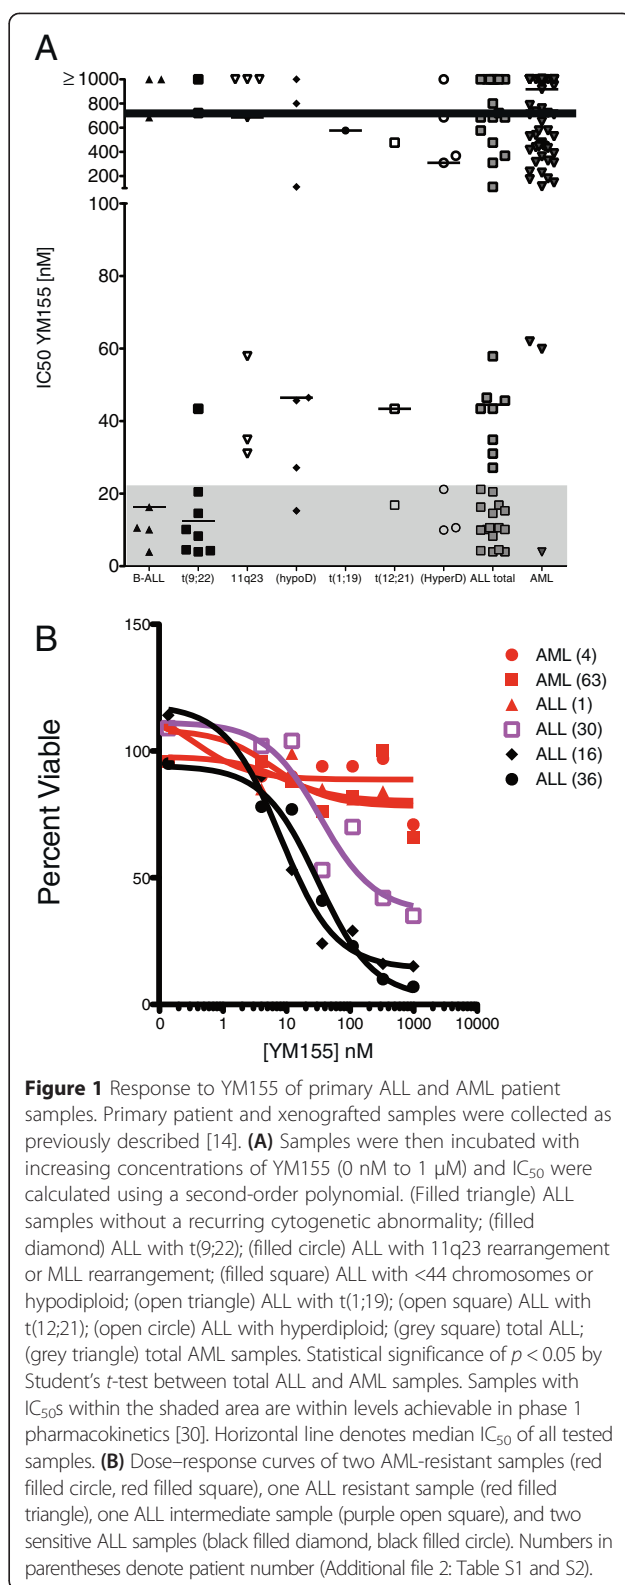 A
≥ 1000
800
600
400
200
100
80
60
40
20
0
IC50 YM155 [nM]
B-ALL t(9;22) 11q23 (hypoD) t(1;19) t(12;21) (HyperD) ALL total AML
B
150
100
50
0
Percent Viable
0 1 10 100 1000 10000
[YM155] nM
AML (4)
AML (63)
ALL (1)
ALL (30)
ALL (16)
ALL (36)
Figure 1 Response to YM155 of primary ALL and AML patient
samples. Primary patient and xenografted samples were collected as
previously described [14]. (A) Samples were then incubated with
increasing concentrations of YM155 (0 nM to 1 μM) and IC50 were
calculated using a second-order polynomial. (Filled triangle) ALL
samples without a recurring cytogenetic abnormality; (filled
diamond) ALL with t(9;22); (filled circle) ALL with 11q23 rearrangement
or MLL rearrangement; (filled square) ALL with <44 chromosomes or
hypodiploid; (open triangle) ALL with t(1;19); (open square) ALL with
t(12;21); (open circle) ALL with hyperdiploid; (grey square) total ALL;
(grey triangle) total AML samples. Statistical significance of p < 0.05 by
Student's t-test between total ALL and AML samples. Samples with
IC50s within the shaded area are within levels achievable in phase 1
pharmacokinetics [30]. Horizontal line denotes median IC50 of all tested
samples. (B) Dose–response curves of two AML-resistant samples (red
filled circle, red filled square), one ALL resistant sample (red filled
triangle), one ALL intermediate sample (purple open square), and two
sensitive ALL samples (black filled diamond, black filled circle). Numbers in
parentheses denote patient number (Additional file 2: Table S1 and S2).